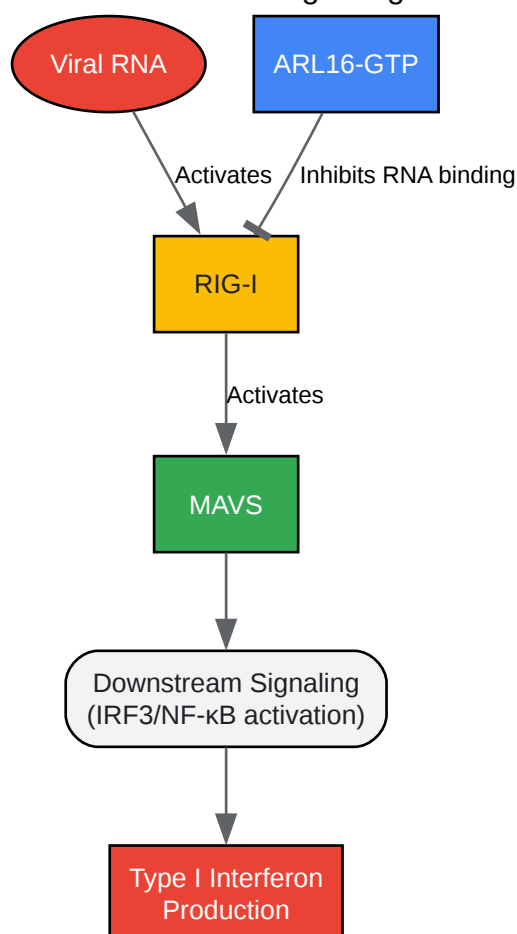 Viral RNA
ARL16-GTP
Activates
Inhibits RNA binding
RIG-I
Activates
MAVS
Downstream Signaling
(IRF3/NF-κB activation)
Type I Interferon
Production